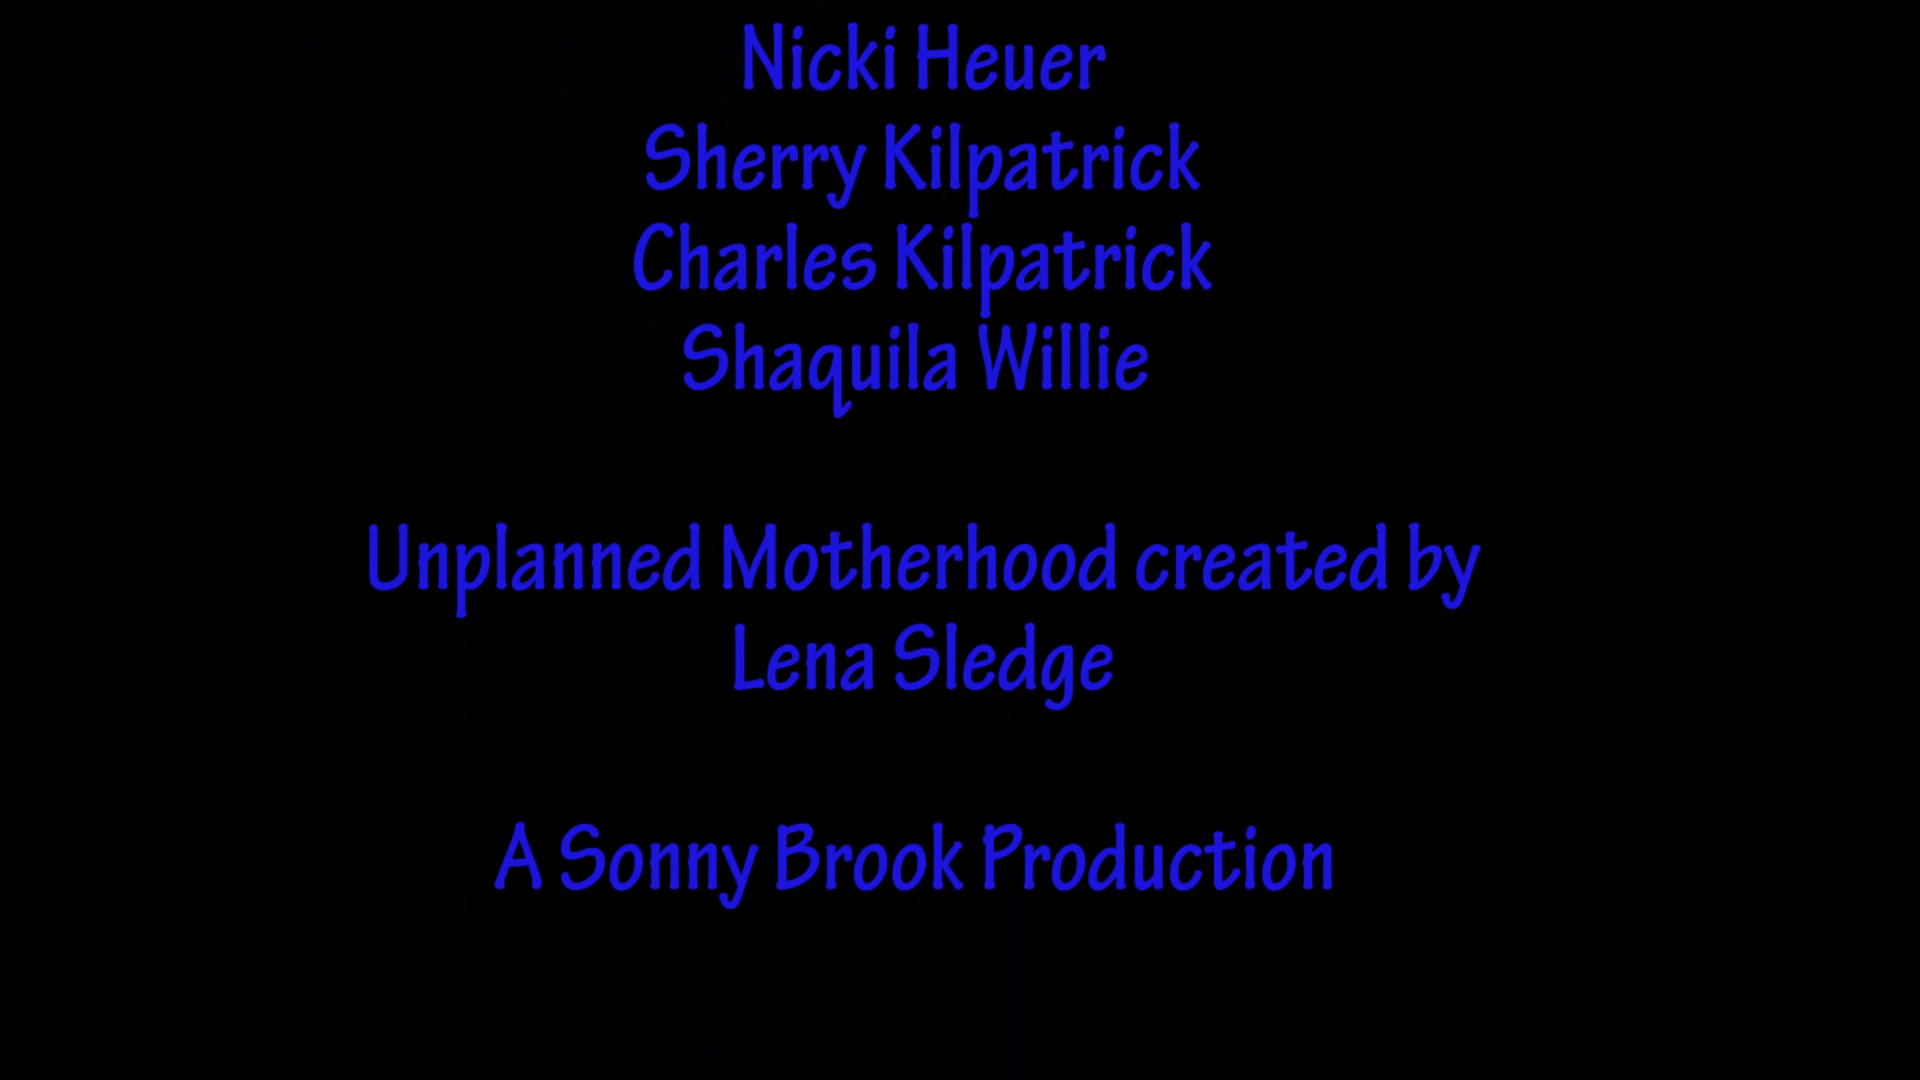 Nicki Heuer
Sherry Kilpatrick
Charles Kilpatrick
Shaquila Willie
Unplanned Motherhood created by
Lena Sledge
A Sonny Brook Production